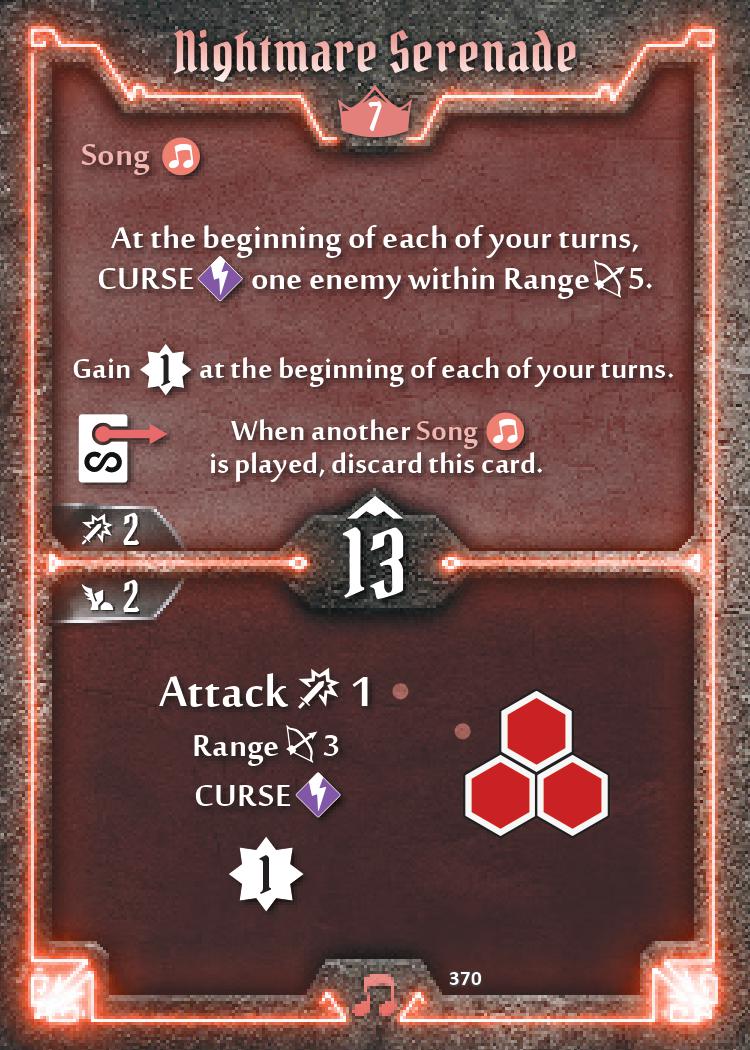 Nightmare Serenade
7
Song
At the beginning of each of your turns,
CURSE one enemy within Range 5.
Gain 1 at the beginning of each of your turns.
When another Song
is played, discard this card.
2
13
2
Attack 1
Range 3
CURSE
1
370